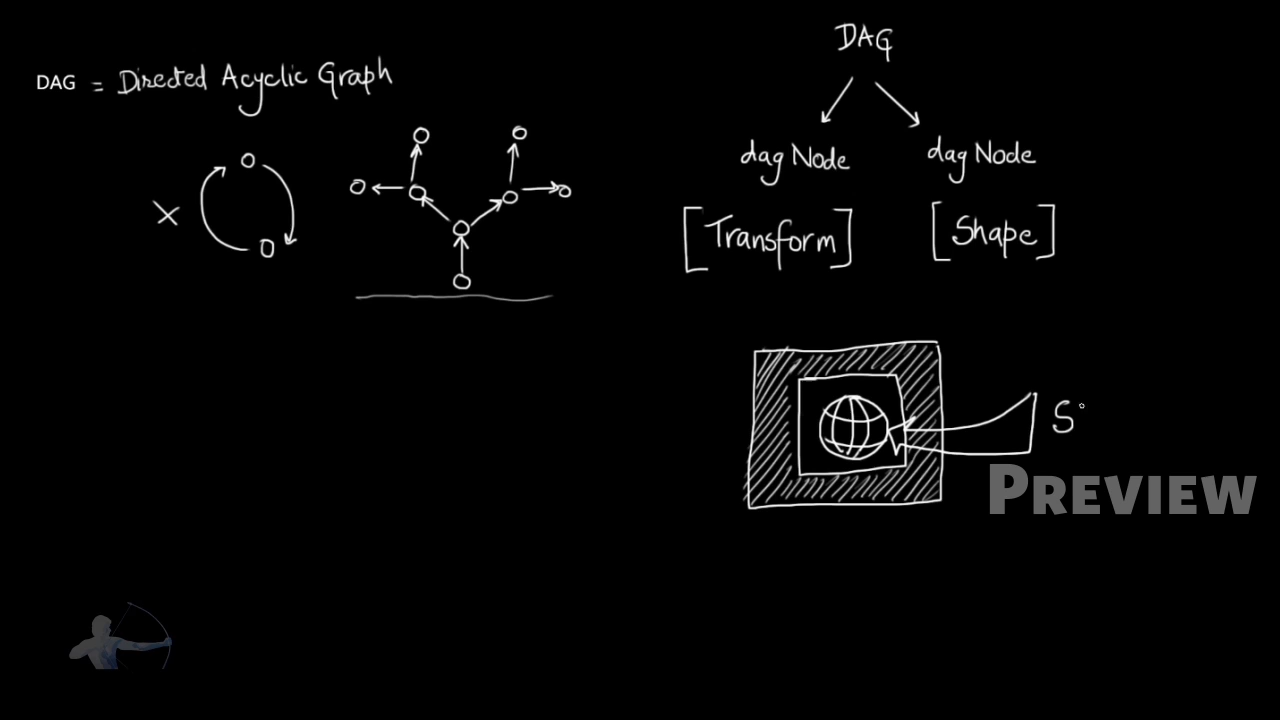 DAG = Directed Acyclic Graph
DAG
dag Node dag Node
[Transform] [Shape]
S
PREVIEW